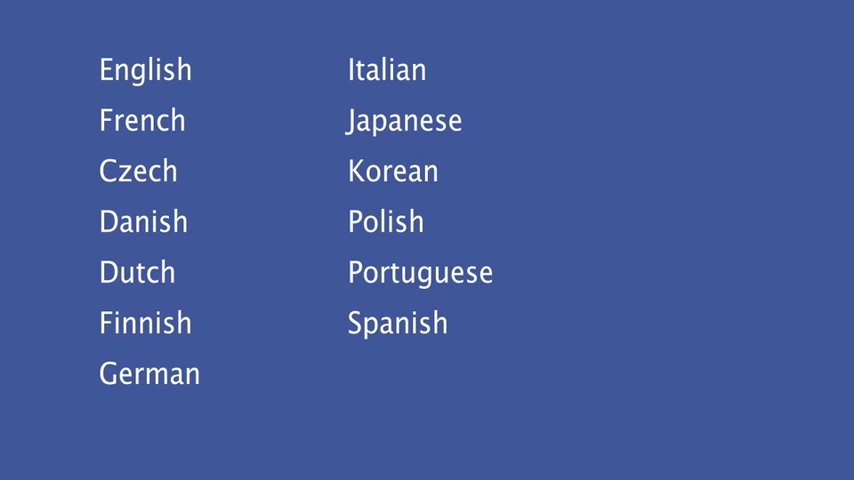 English
French
Czech
Danish
Dutch
Finnish
German
Italian
Japanese
Korean
Polish
Portuguese
Spanish